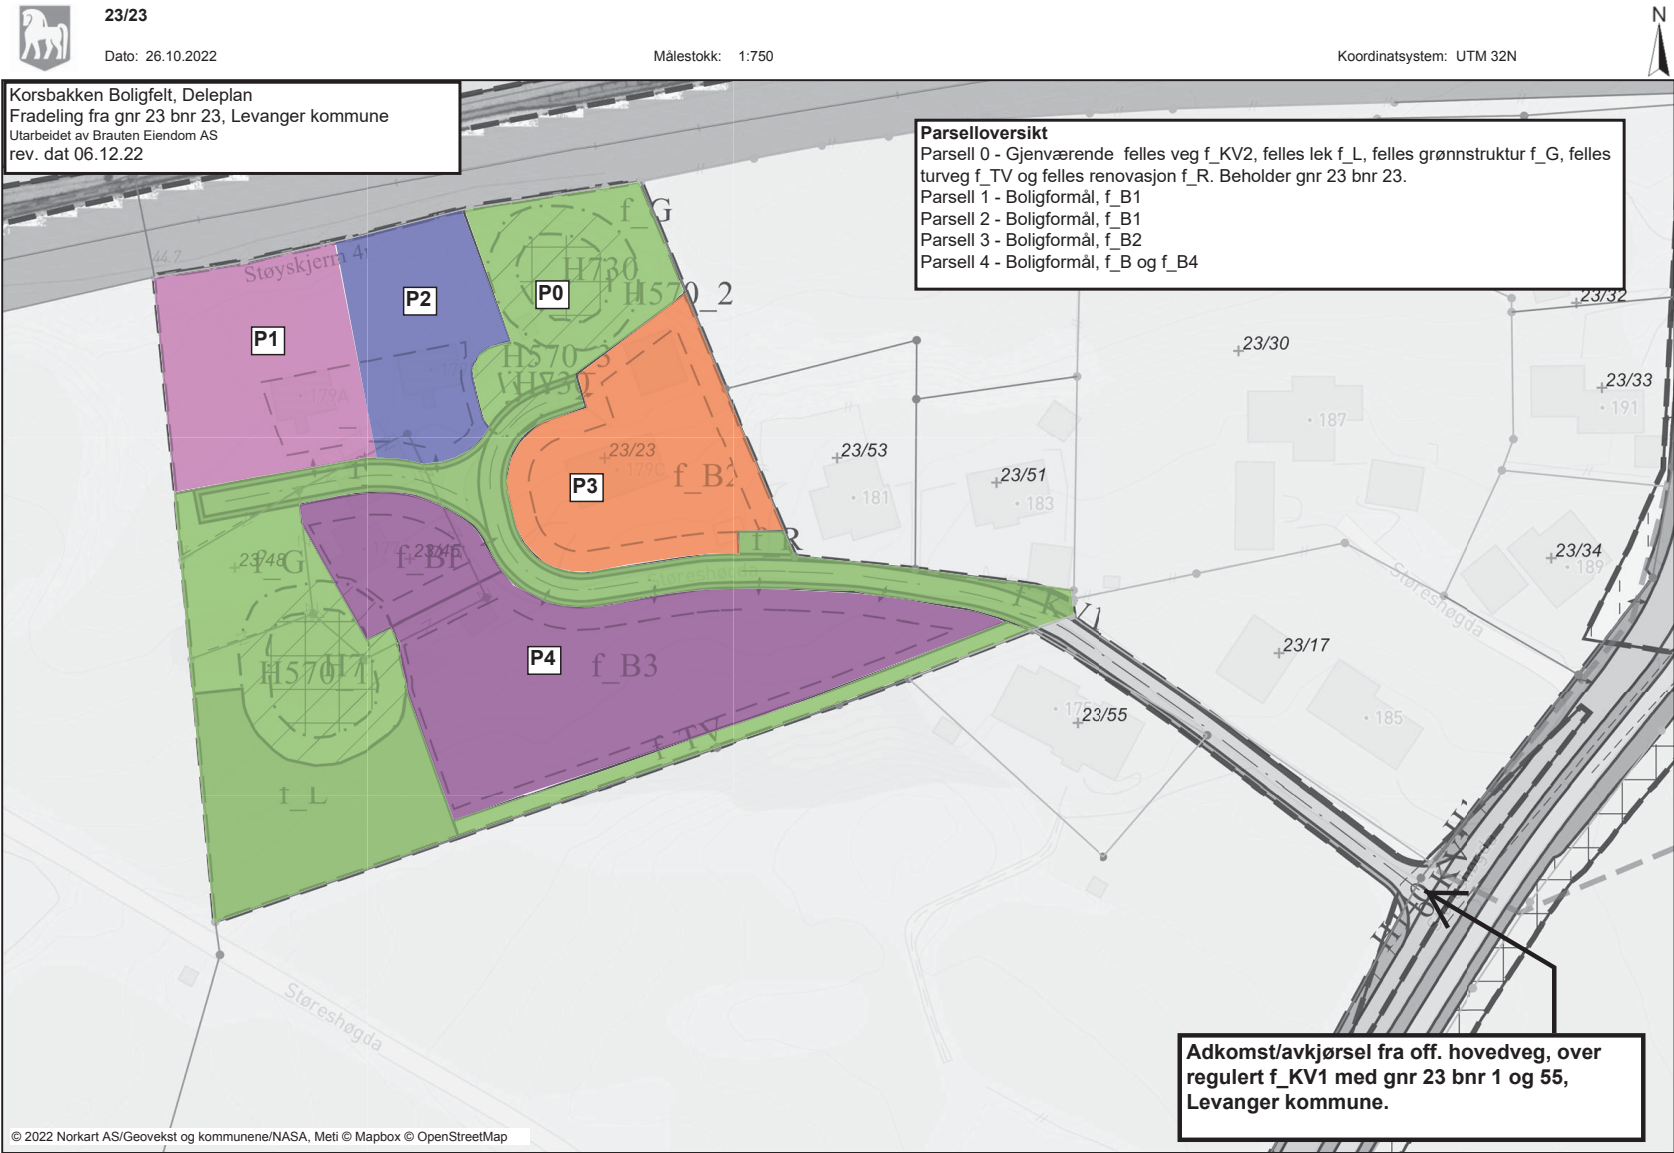 23/23
Dato: 26.10.2022
Målestokk: 1:750
Koordinatsystem: UTM 32N
N
Korsbakken Boligfelt, Deleplan
Fradeling fra gnr 23 bnr 23, Levanger kommune
Utarbeidet av Brauten Eiendom AS
rev. dat 06.12.22
Parselloversikt
Parsell 0 - Gjenværende felles veg f_KV2, felles lek f_L, felles grønnstruktur f_G, felles
turveg f_TV og felles renovasjon f_R. Beholder gnr 23 bnr 23.
Parsell 1 - Boligformål, f_B1
Parsell 2 - Boligformål, f_B1
Parsell 3 - Boligformål, f_B2
Parsell 4 - Boligformål, f_B og f_B4
44.7
Støyskjerm
f_G
H730
H570_2
P0
P2
P1
H570_3
179A
23/32
23/30
23/33
191
187
23/53
181
23/51
183
23/23
179C
f_B2
P3
f_R
23/34
189
Støreshøgda
23/48
f_G
23/45
Støreshøgda
f_KV1
23/17
P4
f_B3
H570_1
23/55
185
f_TV
f_L
Støreshøgda
Adkomst/avkjørsel fra off. hovedveg, over
regulert f_KV1 med gnr 23 bnr 1 og 55,
Levanger kommune.
© 2022 Norkart AS/Geovekst og kommunene/NASA, Meti © Mapbox © OpenStreetMap